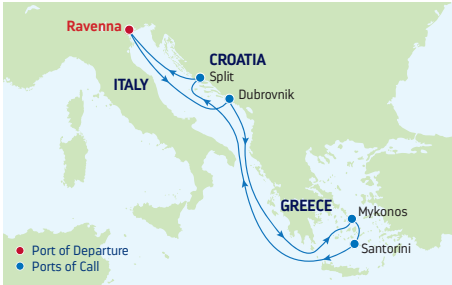 Ravenna
CROATIA
Split
ITALY
Dubrovnik
GREECE
Mykonos
Santorini
Port of Departure
Ports of Call